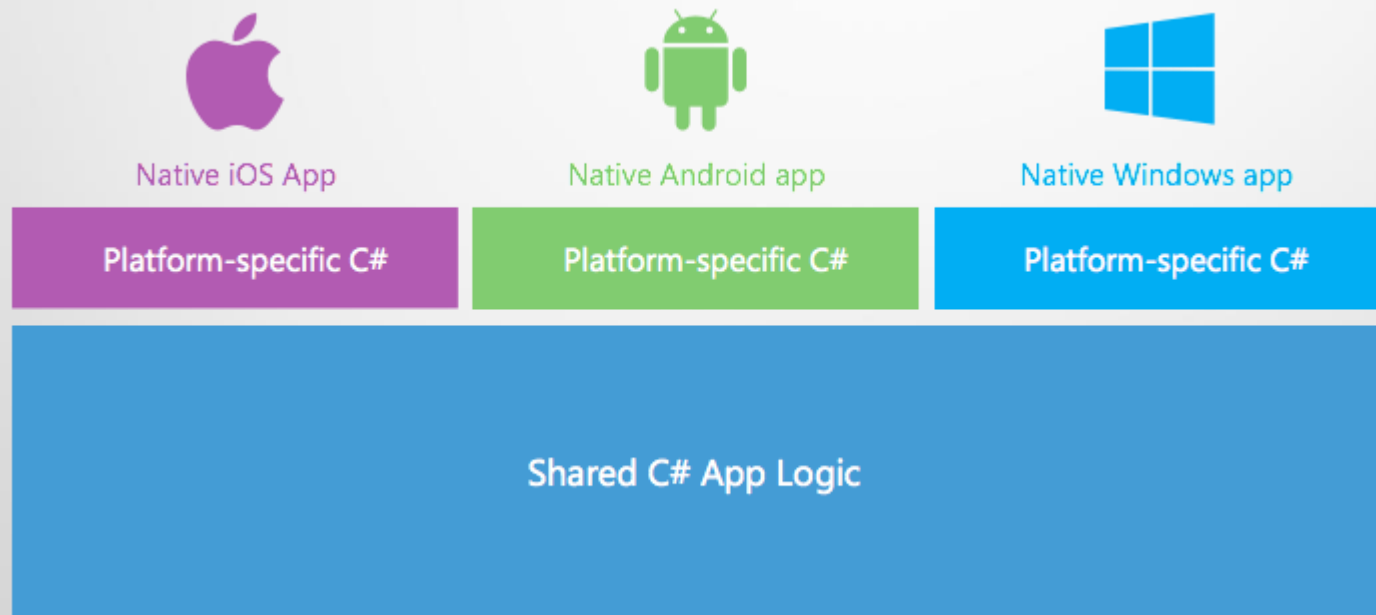 Native iOS App
Native Android app
Native Windows app
Platform-specific C#
Platform-specific C#
Platform-specific C#
Shared C# App Logic